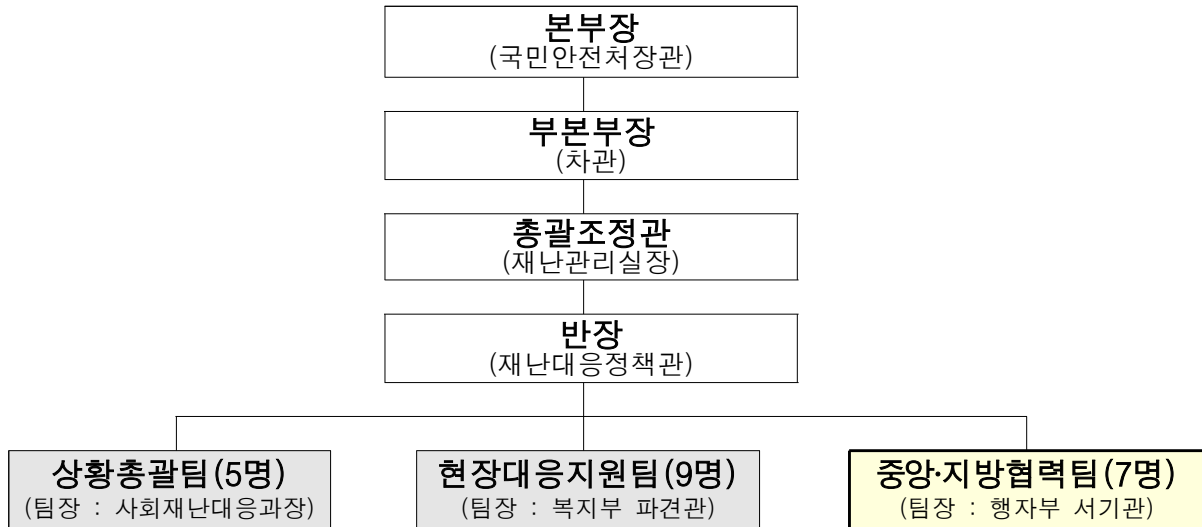 본부장
(국민안전처장관)
부본부장
(차관)
총괄조정관
(재난관리실장)
반장
(재난대응정책관)
상황총괄팀(5명)
(팀장 : 사회재난대응과장)
현장대응지원팀(9명)
(팀장 : 복지부 파견관)
중앙·지방협력팀(7명)
(팀장 : 행자부 서기관)